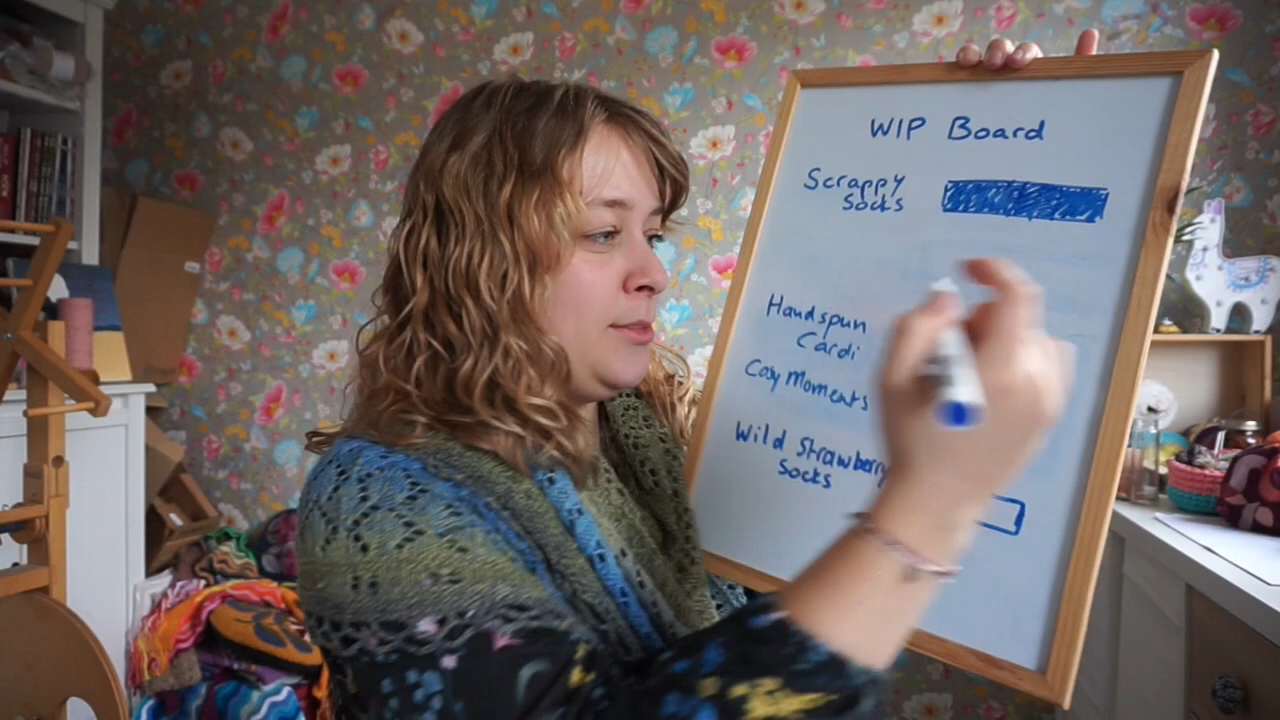 WIP Board
Scrappy
Socks
Handspun
Cardi
Cosy Moments
Wild Strawberry
Socks